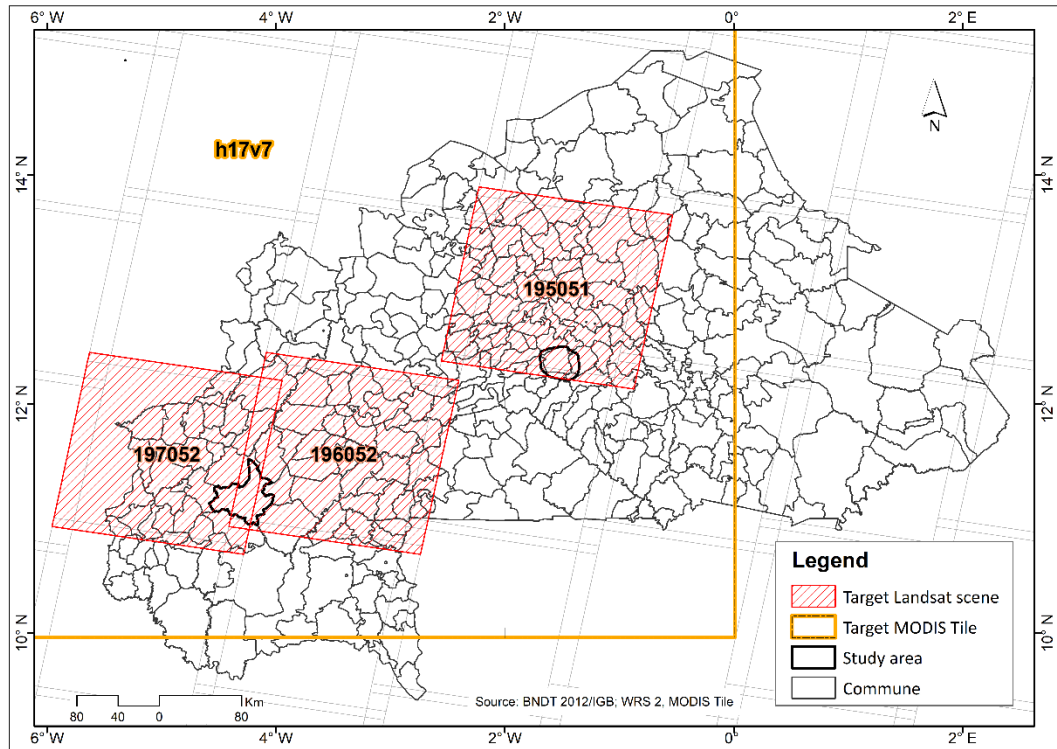 6° W 4° W 2° W 0° 2° E
N
h17v7
14° N 14° N
195051
12° N 12° N
197052 196052
Legend
Target Landsat scene
Target MODIS Tile
Study area
Commune
10° N 10° N
Km
80 40 0 80
Source: BNDT 2012/IGB; WRS 2, MODIS Tile
6° W 4° W 2° W 0° 2° E